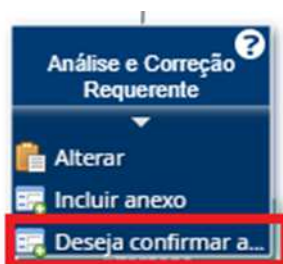 ?
Análise e Correção
Requerente
Alterar
Incluir anexo
Deseja confirmar a...